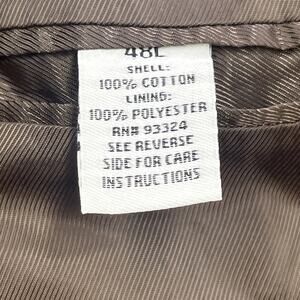 48L
SHELL:
100% COTTON
LINING:
100% POLYESTER
RN# 93324
SEE REVERSE
SIDE FOR CARE
INSTRUCTIONS